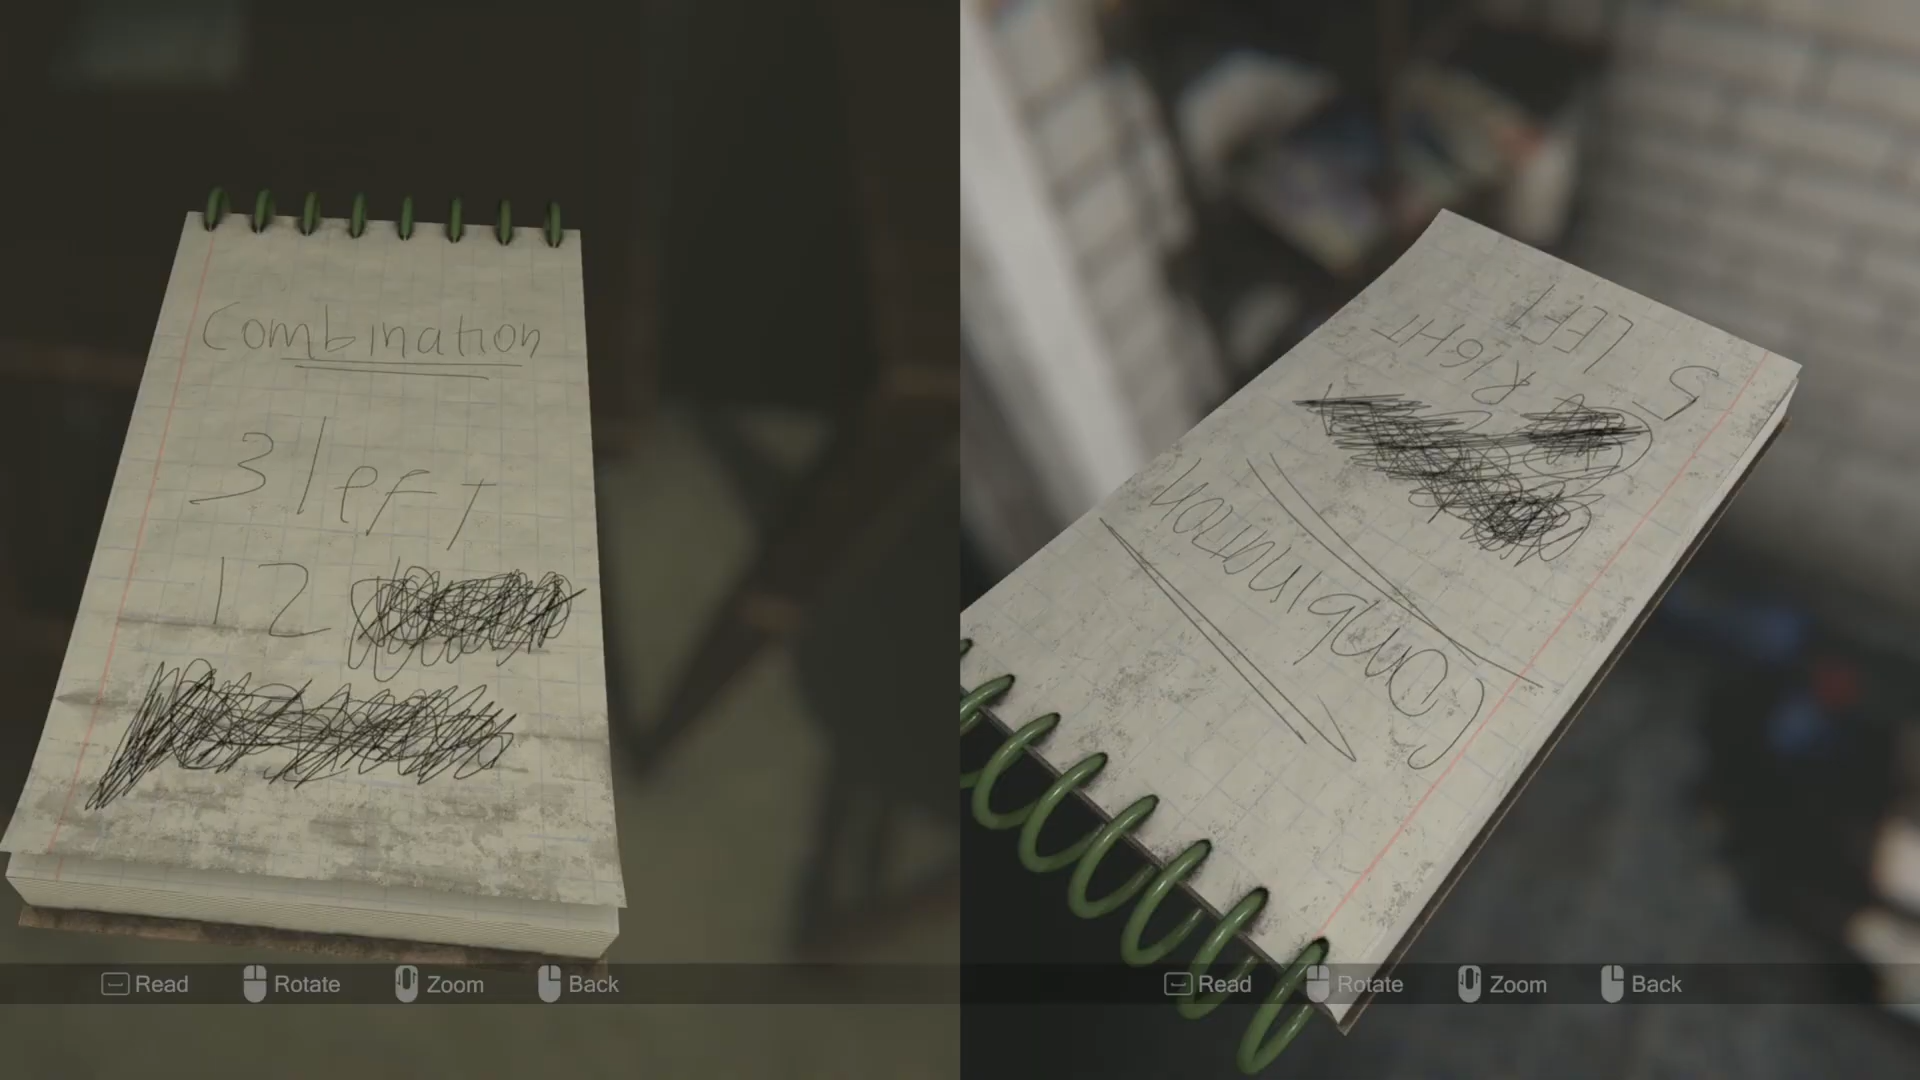 Combination
3 left
12
Combination
RIGHT
5 LEFT
Read Rotate Zoom Back
Read Rotate Zoom Back